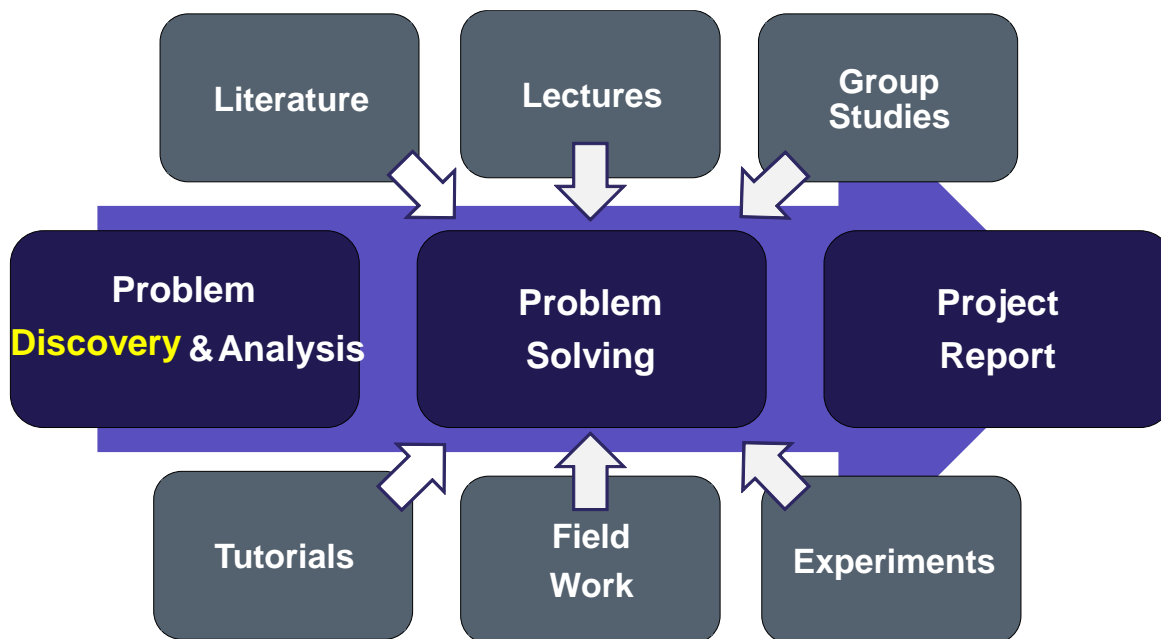 Literature
Lectures
Group
Studies
Problem
Discovery & Analysis
Problem
Solving
Project
Report
Tutorials
Field
Work
Experiments